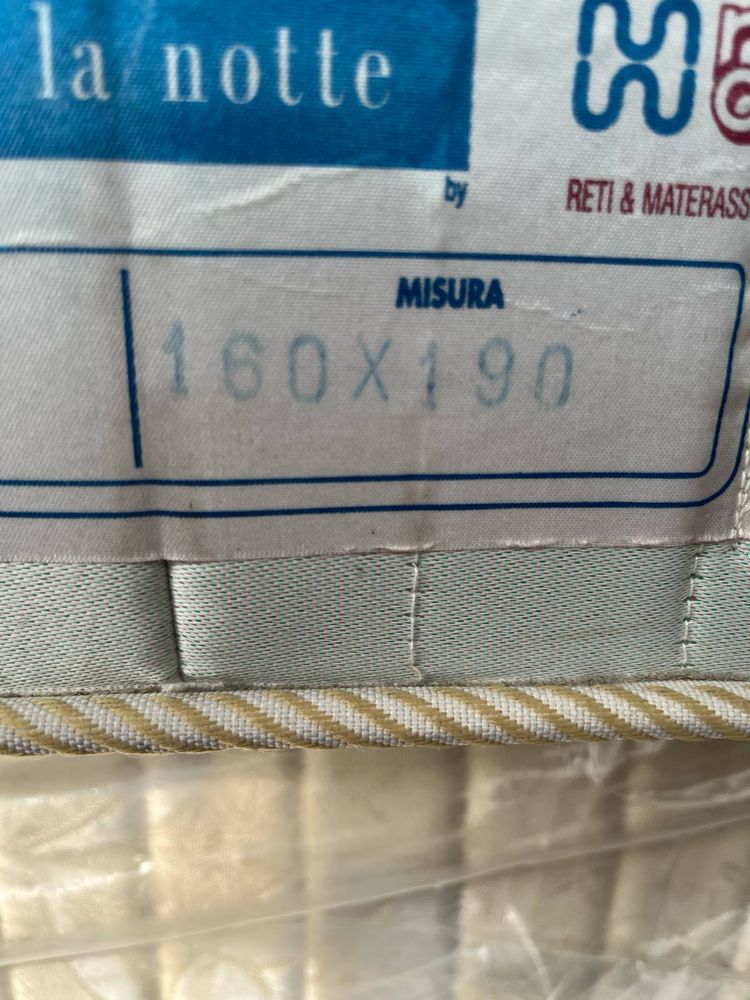 la notte
by
RETI & MATERASS
MISURA
160X190